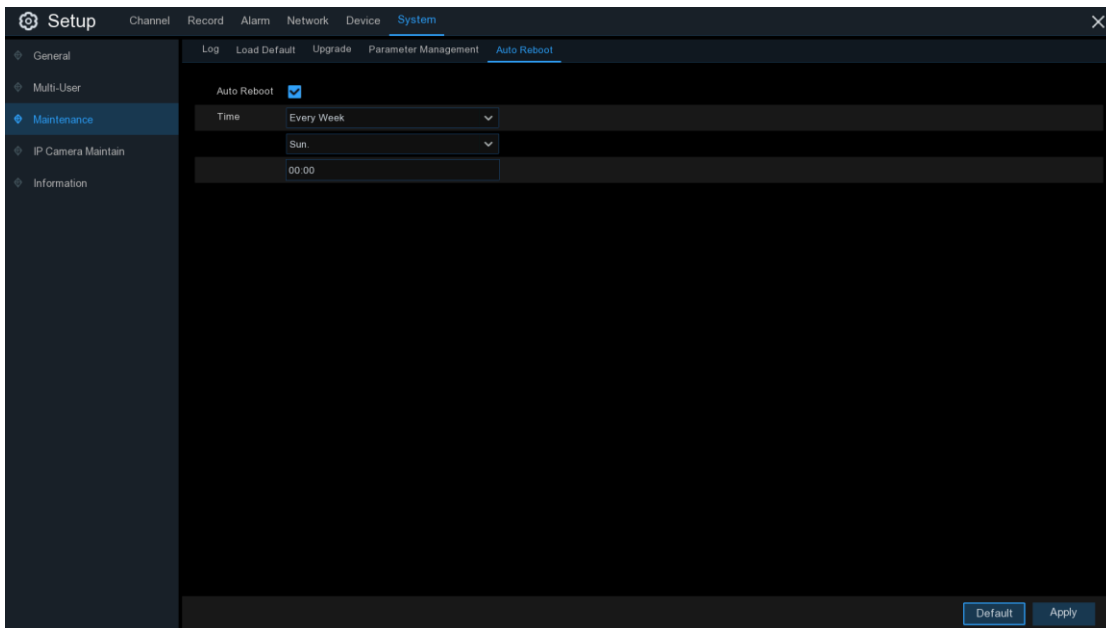 Setup Channel Record Alarm Network Device System
Log Load Default Upgrade Parameter Management Auto Reboot
General
Multi-User
Maintenance
IP Camera Maintain
Information
Auto Reboot
Time Every Week
Sun.
00:00
Default Apply